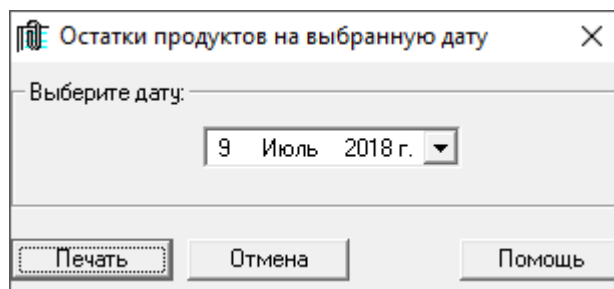 Остатки продуктов на выбранную дату
Выберите дату:
9 Июль 2018 г.
Печать Отмена Помощь